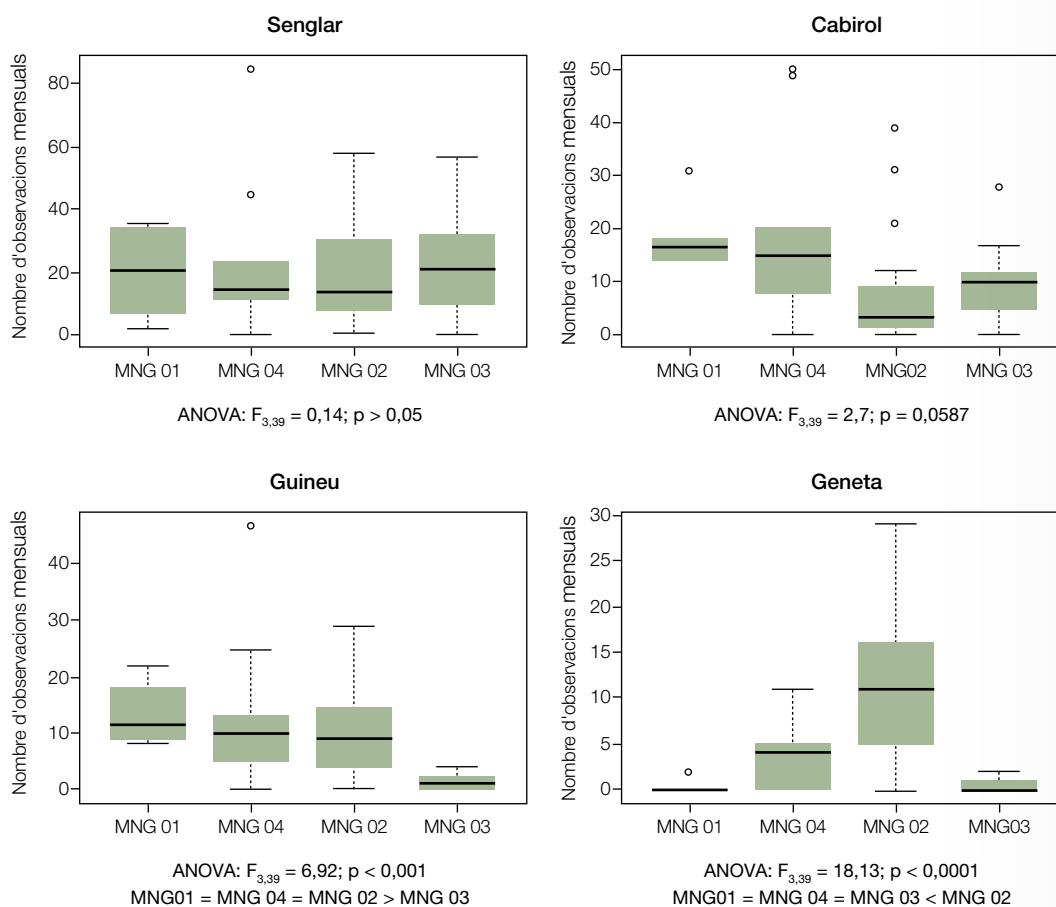 Senglar
Nombre d'observacions mensuals
80
60
40
20
0
MNG 01 MNG 04 MNG 02 MNG 03
ANOVA: F3,39 = 0,14; p > 0,05
Cabirol
Nombre d'observacions mensuals
50
40
30
20
10
0
MNG 01 MNG 04 MNG02 MNG 03
ANOVA: F3,39 = 2,7; p = 0,0587
Guineu
Nombre d'observacions mensuals
40
30
20
10
0
MNG 01 MNG 04 MNG 02 MNG 03
ANOVA: F3,39 = 6,92; p < 0,001
MNG01 = MNG 04 = MNG 02 > MNG 03
Geneta
Nombre d'observacions mensuals
30
25
20
15
10
5
0
MNG 01 MNG 04 MNG 02 MNG03
ANOVA: F3,39 = 18,13; p < 0,0001
MNG01 = MNG 04 = MNG 03 < MNG 02